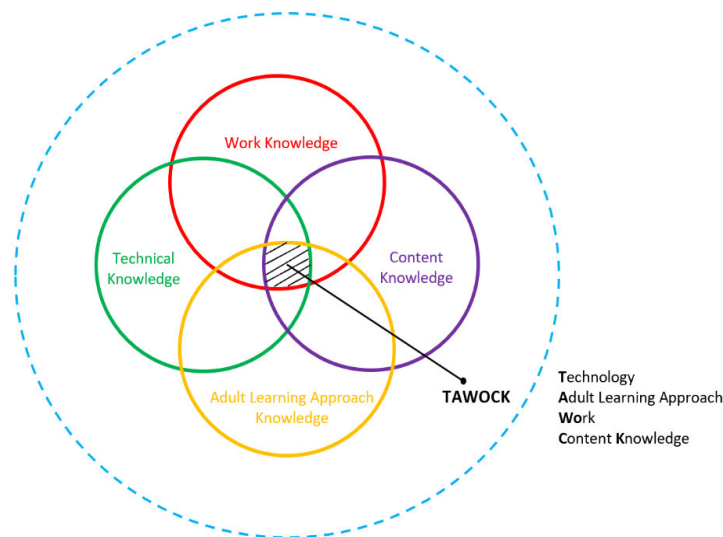 Work Knowledge
Technical
Knowledge
Content
Knowledge
Adult Learning Approach
Knowledge
TAWOCK
Technology
Adult Learning Approach
Work
Content Knowledge